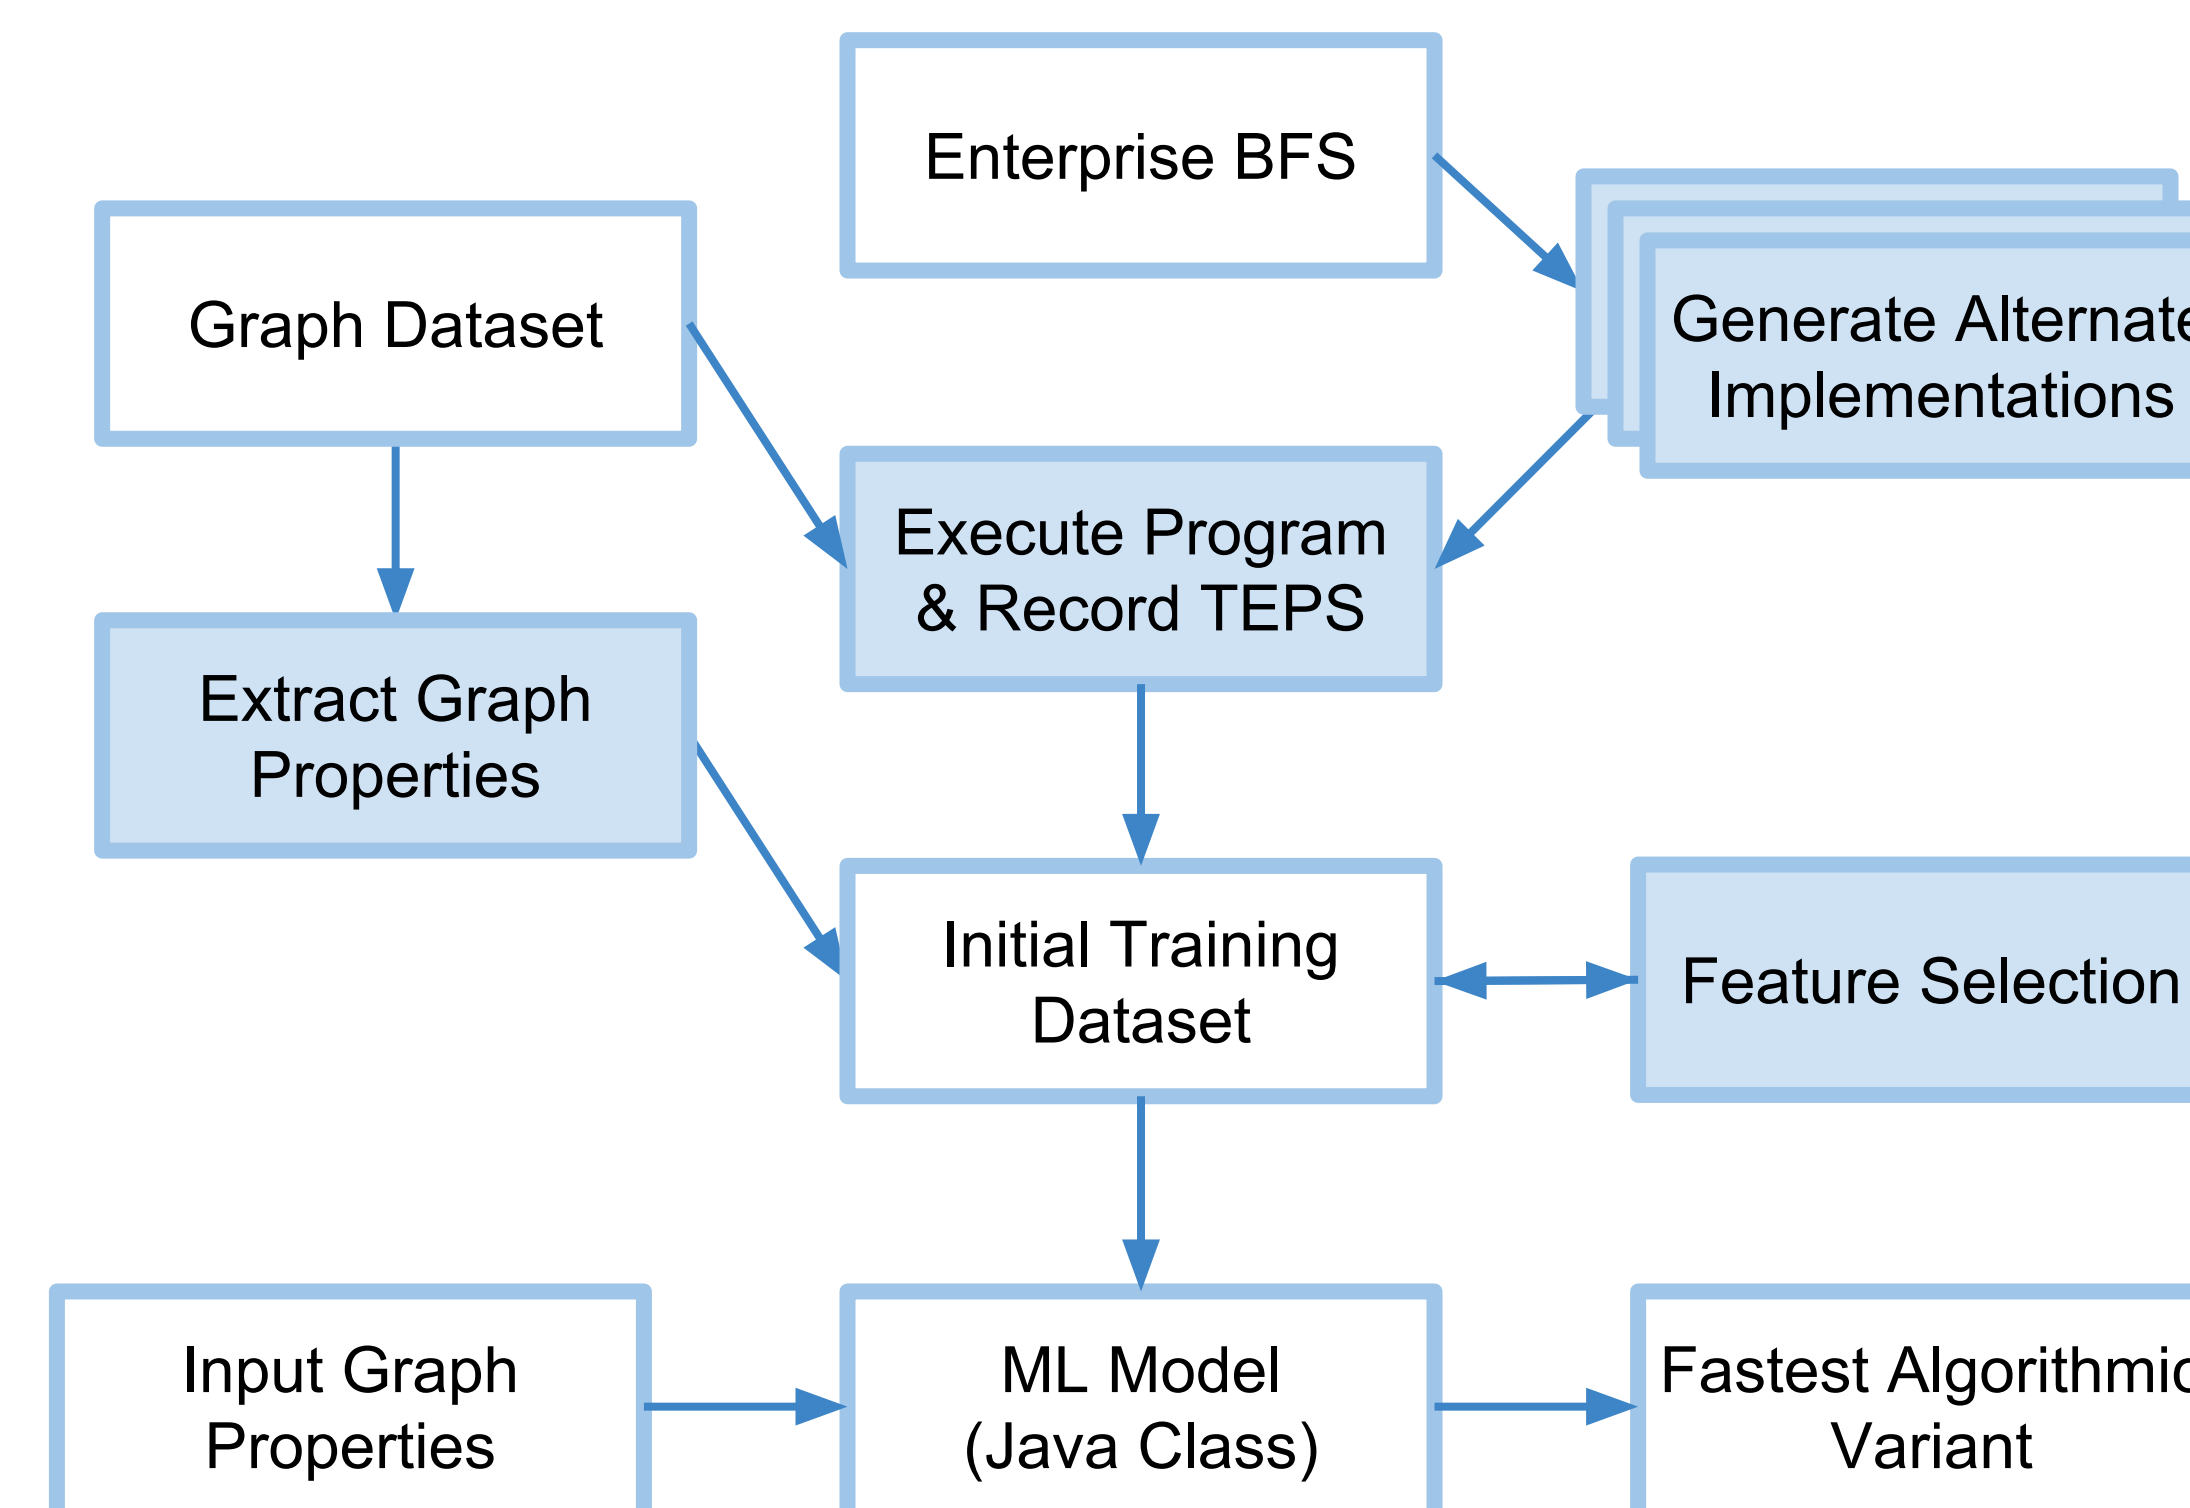 Enterprise BFS
Graph Dataset
Generate Alternate
Implementations
Execute Program
& Record TEPS
Extract Graph
Properties
Initial Training
Dataset
Feature Selection
Input Graph
Properties
ML Model
(Java Class)
Fastest Algorithmic
Variant